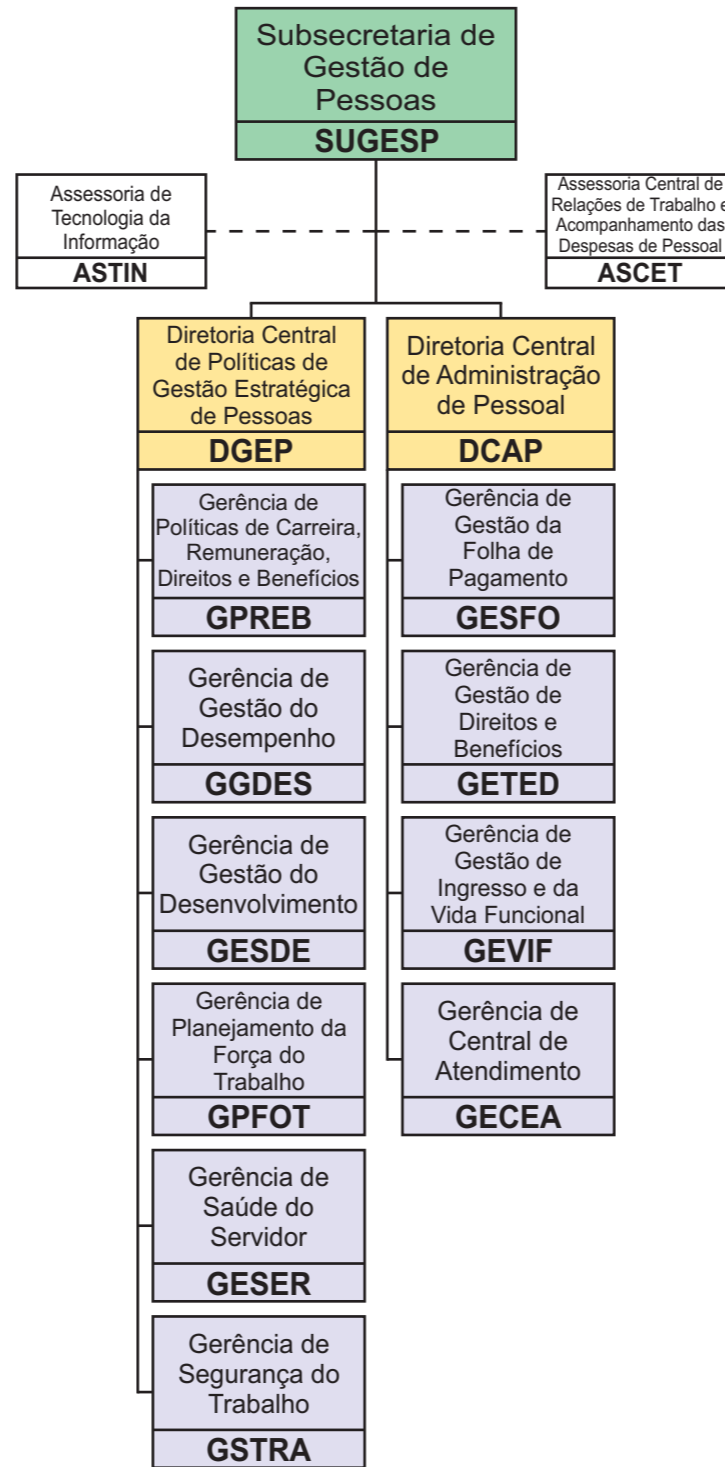 Subsecretaria de
Gestão de
Pessoas
SUGESP
Assessoria de
Tecnologia da
Informação
ASTIN
Assessoria Central de
Relações de Trabalho e
Acompanhamento das
Despesas de Pessoal
ASCET
Diretoria Central
de Políticas de
Gestão Estratégica
de Pessoas
DGEP
Gerência de
Políticas de Carreira,
Remuneração,
Direitos e Benefícios
GPREB
Gerência de
Gestão do
Desempenho
GGDES
Gerência de
Gestão do
Desenvolvimento
GESDE
Gerência de
Planejamento da
Força do
Trabalho
GPFOT
Gerência de
Saúde do
Servidor
GESER
Gerência de
Segurança do
Trabalho
GSTRA
Diretoria Central
de Administração
de Pessoal
DCAP
Gerência de
Gestão da
Folha de
Pagamento
GESFO
Gerência de
Gestão de
Direitos e
Benefícios
GETED
Gerência de
Gestão de
Ingresso e da
Vida Funcional
GEVIF
Gerência de
Central de
Atendimento
GECEA